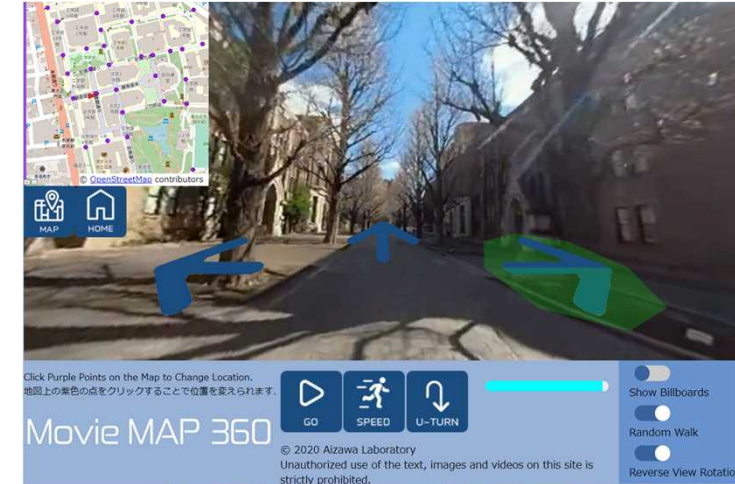 © OpenStreetMap contributors
MAP
HOME
Click Purple Points on the Map to Change Location.
地図上の紫色の点をクリックすることで位置を変えられます.
Movie MAP 360
GO
SPEED
U-TURN
© 2020 Aizawa Laboratory
Unauthorized use of the text, images and videos on this site is
strictly prohibited.
Show Billboards
Random Walk
Reverse View Rotatio